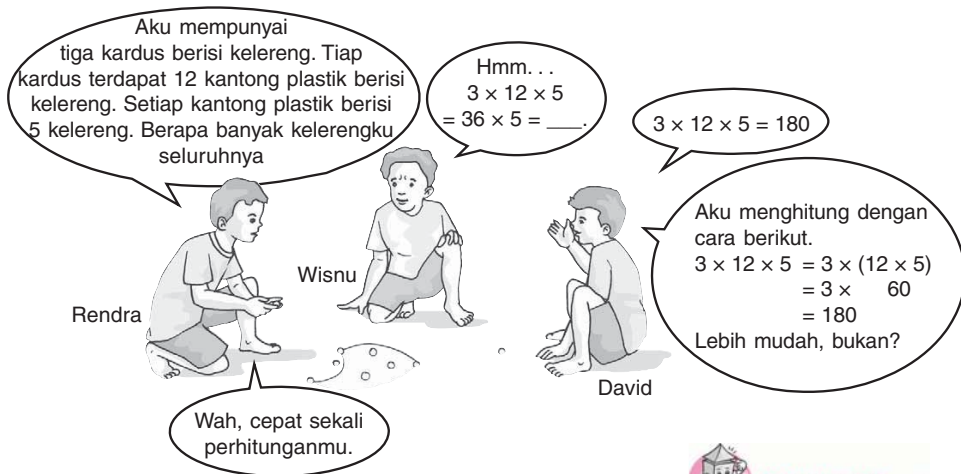 Aku mempunyai
tiga kardus berisi kelereng. Tiap
kardus terdapat 12 kantong plastik berisi
kelereng. Setiap kantong plastik berisi
5 kelereng. Berapa banyak kelerengku
seluruhnya
Hmm. . .
3 × 12 × 5
= 36 × 5 = ___.
3 × 12 × 5 = 180
Aku menghitung dengan
cara berikut.
3 × 12 × 5 = 3 × (12 × 5)
= 3 × 60
= 180
Lebih mudah, bukan?
Wisnu
Rendra
David
Wah, cepat sekali
perhitunganmu.